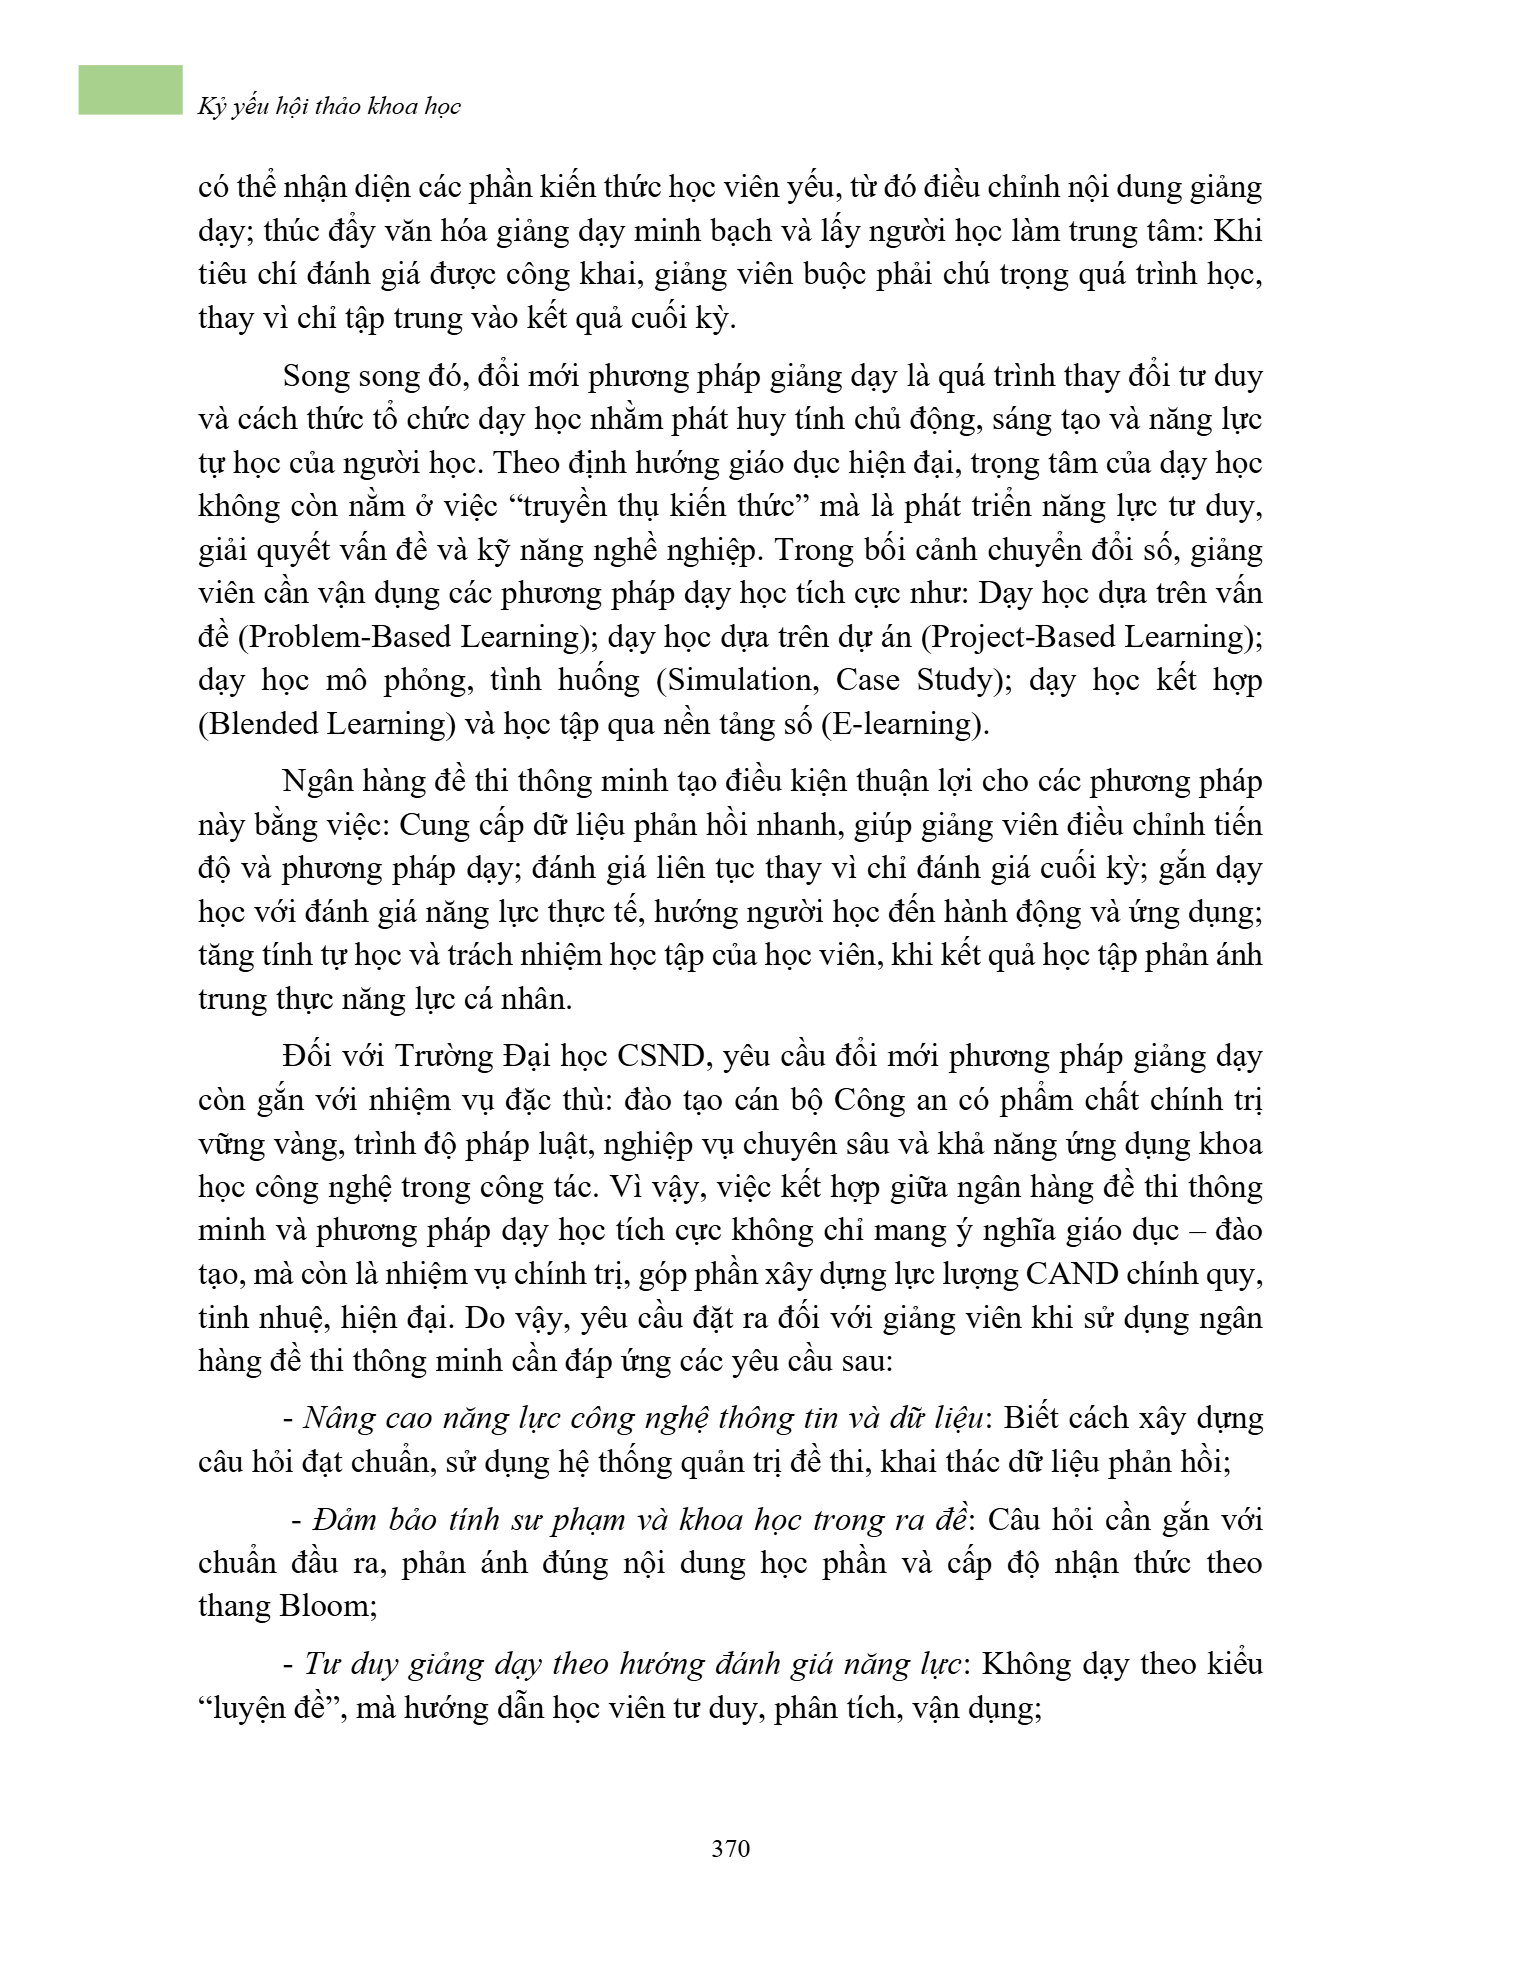 Kỷ yếu hội thảo khoa học
có thể nhận diện các phần kiến thức học viên yếu, từ đó điều chỉnh nội dung giảng
dạy; thúc đẩy văn hóa giảng dạy minh bạch và lấy người học làm trung tâm: Khi
tiêu chí đánh giá được công khai, giảng viên buộc phải chú trọng quá trình học,
thay vì chỉ tập trung vào kết quả cuối kỳ.
Song song đó, đổi mới phương pháp giảng dạy là quá trình thay đổi tư duy
và cách thức tổ chức dạy học nhằm phát huy tính chủ động, sáng tạo và năng lực
tự học của người học. Theo định hướng giáo dục hiện đại, trọng tâm của dạy học
không còn nằm ở việc “truyền thụ kiến thức” mà là phát triển năng lực tư duy,
giải quyết vấn đề và kỹ năng nghề nghiệp. Trong bối cảnh chuyển đổi số, giảng
viên cần vận dụng các phương pháp dạy học tích cực như: Dạy học dựa trên vấn
đề (Problem-Based Learning); dạy học dựa trên dự án (Project-Based Learning);
dạy học mô phỏng, tình huống (Simulation, Case Study); dạy học kết hợp
(Blended Learning) và học tập qua nền tảng số (E-learning).
Ngân hàng đề thi thông minh tạo điều kiện thuận lợi cho các phương pháp
này bằng việc: Cung cấp dữ liệu phản hồi nhanh, giúp giảng viên điều chỉnh tiến
độ và phương pháp dạy; đánh giá liên tục thay vì chỉ đánh giá cuối kỳ; gắn dạy
học với đánh giá năng lực thực tế, hướng người học đến hành động và ứng dụng;
tăng tính tự học và trách nhiệm học tập của học viên, khi kết quả học tập phản ánh
trung thực năng lực cá nhân.
Đối với Trường Đại học CSND, yêu cầu đổi mới phương pháp giảng dạy
còn gắn với nhiệm vụ đặc thù: đào tạo cán bộ Công an có phẩm chất chính trị
vững vàng, trình độ pháp luật, nghiệp vụ chuyên sâu và khả năng ứng dụng khoa
học công nghệ trong công tác. Vì vậy, việc kết hợp giữa ngân hàng đề thi thông
minh và phương pháp dạy học tích cực không chỉ mang ý nghĩa giáo dục – đào
tạo, mà còn là nhiệm vụ chính trị, góp phần xây dựng lực lượng CAND chính quy,
tinh nhuệ, hiện đại. Do vậy, yêu cầu đặt ra đối với giảng viên khi sử dụng ngân
hàng đề thi thông minh cần đáp ứng các yêu cầu sau:
- Nâng cao năng lực công nghệ thông tin và dữ liệu: Biết cách xây dựng
câu hỏi đạt chuẩn, sử dụng hệ thống quản trị đề thi, khai thác dữ liệu phản hồi;
- Đảm bảo tính sư phạm và khoa học trong ra đề: Câu hỏi cần gắn với
chuẩn đầu ra, phản ánh đúng nội dung học phần và cấp độ nhận thức theo
thang Bloom;
- Tư duy giảng dạy theo hướng đánh giá năng lực: Không dạy theo kiểu
“luyện đề”, mà hướng dẫn học viên tư duy, phân tích, vận dụng;
370